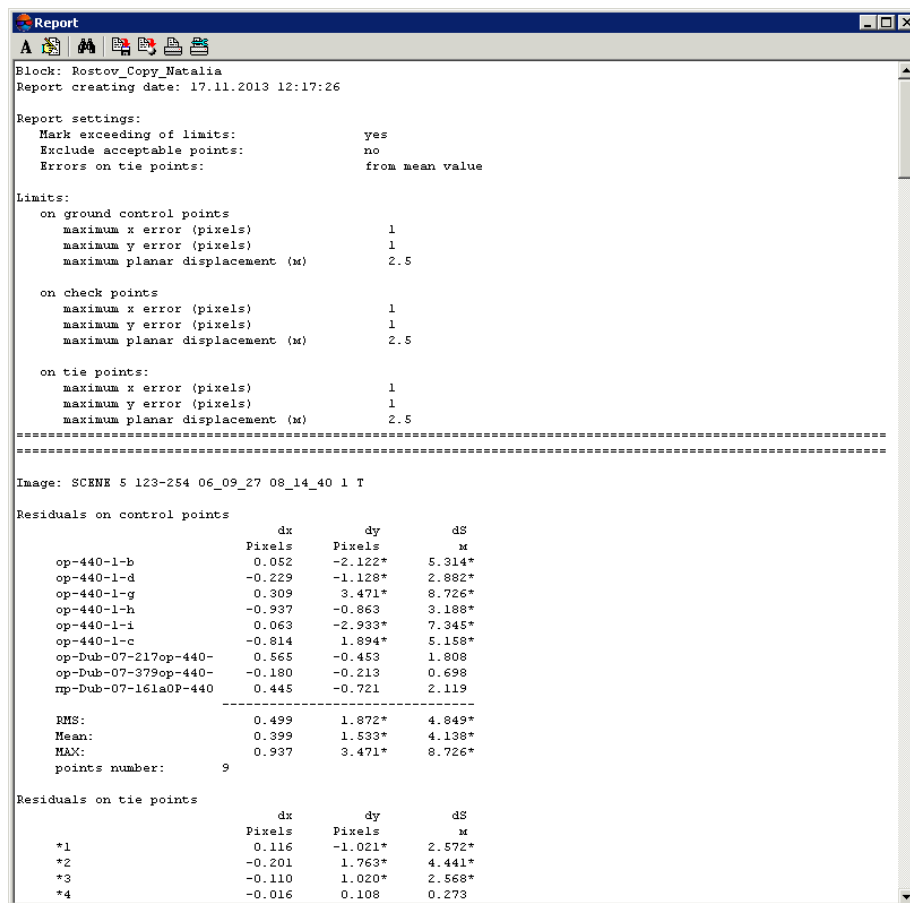 Report
Block: Rostov_Copy_Natalia
Report creating date: 17.11.2013 12:17:26
Report settings:
Mark exceeding of limits: yes
Exclude acceptable points: no
Errors on tie points: from mean value
Limits:
on ground control points
maximum x error (pixels) 1
maximum y error (pixels) 1
maximum planar displacement (м) 2.5
on check points
maximum x error (pixels) 1
maximum y error (pixels) 1
maximum planar displacement (м) 2.5
on tie points:
maximum x error (pixels) 1
maximum y error (pixels) 1
maximum planar displacement (м) 2.5
Image: SCENE 5 123-254 06_09_27 08_14_40 1 T
Residuals on control points
dx dy dS
Pixels Pixels м
op-440-1-b 0.052 -2.122* 5.314*
op-440-1-d -0.229 -1.128* 2.882*
op-440-1-g 0.309 3.471* 8.726*
op-440-1-h -0.937 -0.863 3.188*
op-440-1-i 0.063 -2.933* 7.345*
op-440-1-c -0.814 1.894* 5.158*
op-Dub-07-217op-440- 0.565 -0.453 1.808
op-Dub-07-379op-440- -0.180 -0.213 0.698
mp-Dub-07-161aOP-440 0.445 -0.721 2.119
RMS: 0.499 1.872* 4.849*
Mean: 0.399 1.533* 4.138*
MAX: 0.937 3.471* 8.726*
points number: 9
Residuals on tie points
dx dy dS
Pixels Pixels м
*1 0.116 -1.021* 2.572*
*2 -0.201 1.763* 4.441*
*3 -0.110 1.020* 2.568*
*4 -0.016 0.108 0.273